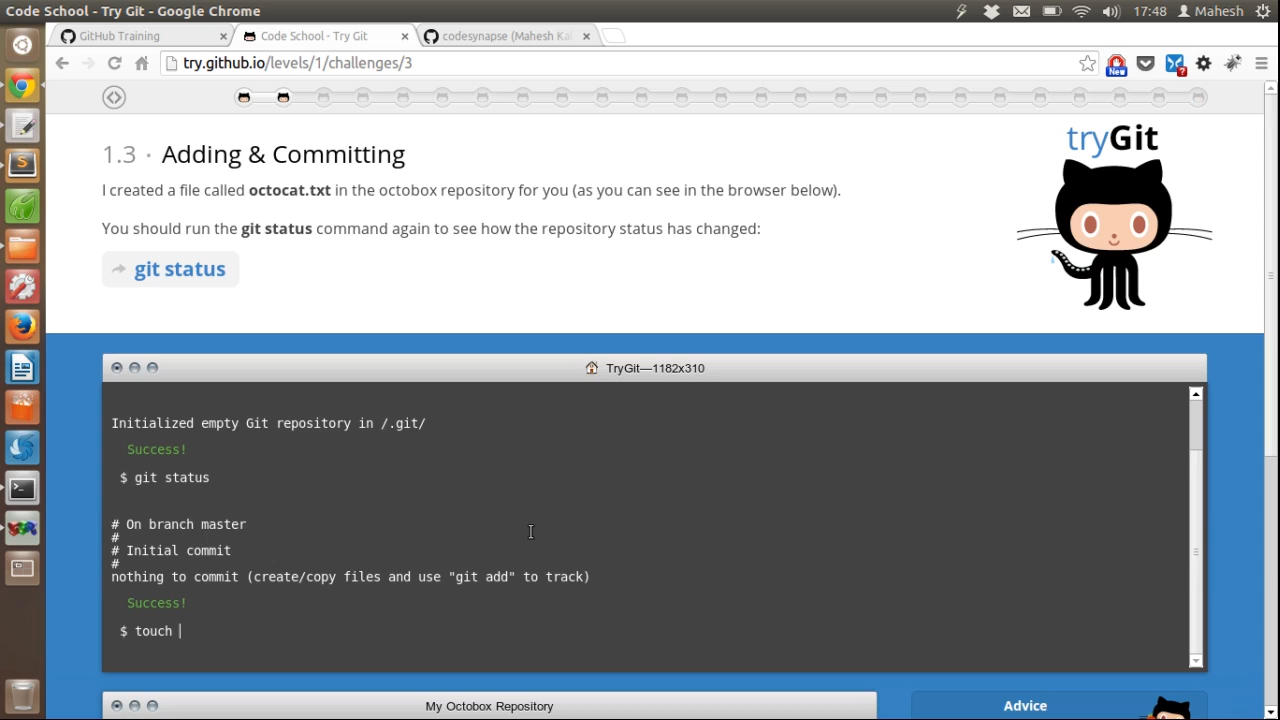 Code School - Try Git - Google Chrome
17:48 Mahesh
GitHub Training
Code School - Try Git
codesynapse (Mahesh Ka
try.github.io/levels/1/challenges/3
New
?
1.3 · Adding & Committing
tryGit
I created a file called octocat.txt in the octobox repository for you (as you can see in the browser below).
You should run the git status command again to see how the repository status has changed:
git status
TryGit—1182x310
Initialized empty Git repository in /.git/
Success!
$ git status
# On branch master
#
# Initial commit
#
nothing to commit (create/copy files and use "git add" to track)
Success!
$ touch
My Octobox Repository
Advice